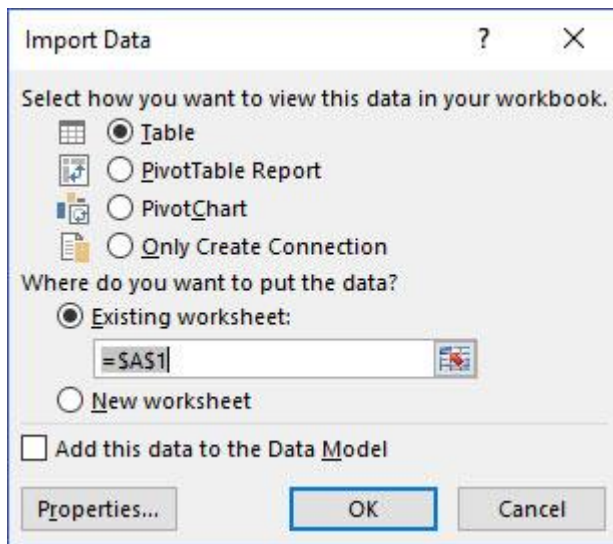 Import Data ?
Select how you want to view this data in your workbook.
Table
PivotTable Report
PivotChart
Only Create Connection
Where do you want to put the data?
Existing worksheet:
=$A$1
New worksheet
Add this data to the Data Model
Properties... OK Cancel